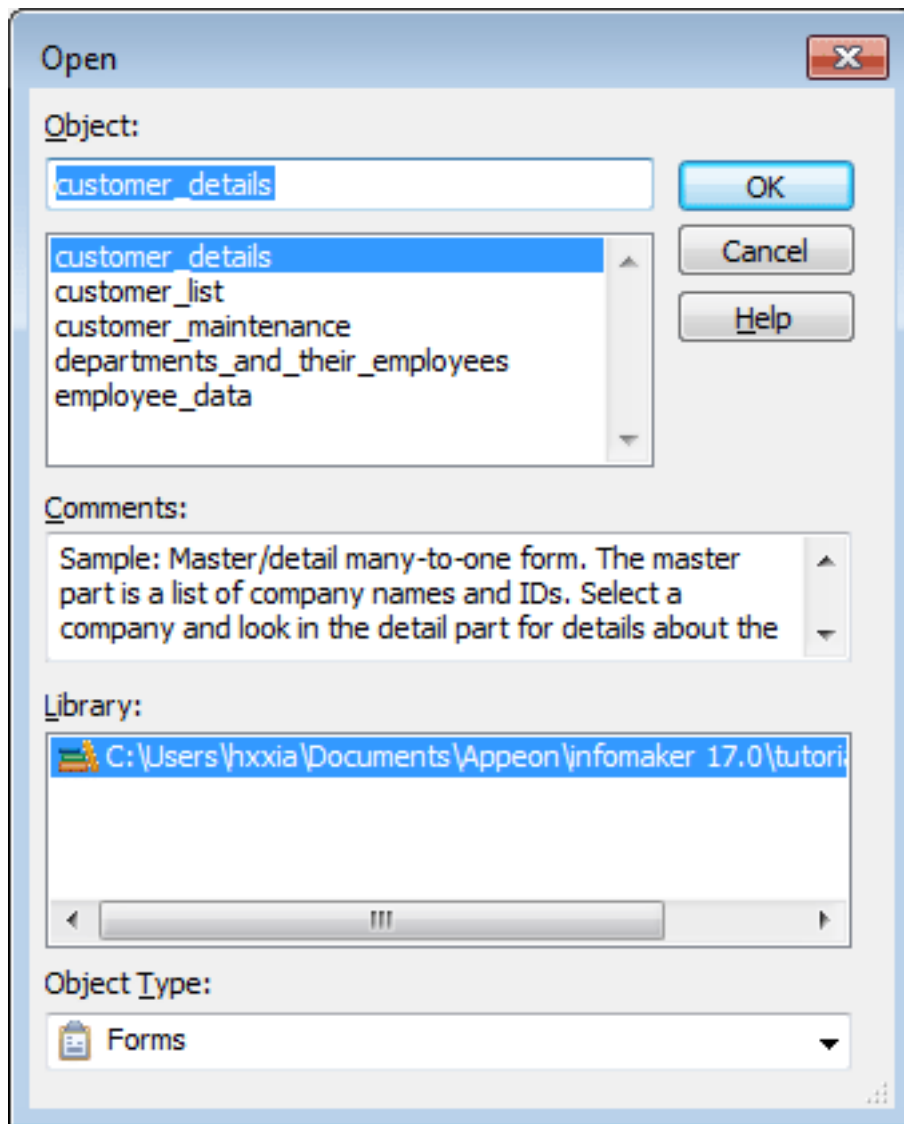 Open
Object:
customer_details
OK
customer_details
Cancel
customer_list
customer_maintenance
Help
departments_and_their_employees
employee_data
Comments:
Sample: Master/detail many-to-one form. The master
part is a list of company names and IDs. Select a
company and look in the detail part for details about the
Library:
C:\Users\hxxia\Documents\Appeon\infomaker 17.0\tutoria
Object Type:
Forms